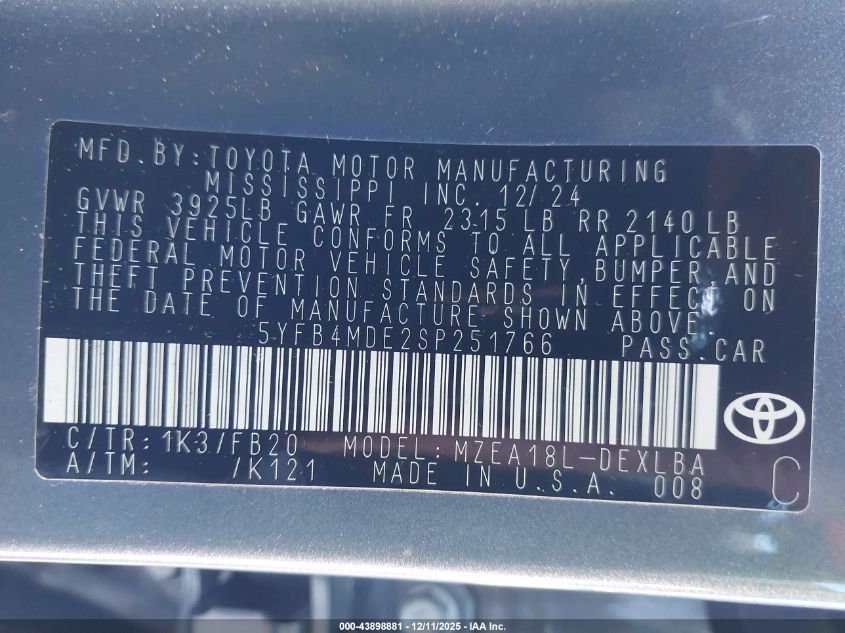 MFD.BY:TOYOTA MOTOR MANUFACTURING
MISSISSIPPI INC. 12/24
GVWR 3925LB GAWR FR 2315 LB RR 2140 LB
THIS VEHICLE CONFORMS TO ALL APPLICABLE
FEDERAL MOTOR VEHICLE SAFETY,BUMPER,AND
THEFT PREVENTION STANDARDS IN EFFECT ON
THE DATE OF MANUFACTURE SHOWN ABOVE.
5YFB4MDE2SP251766 PASS.CAR
C/TR: 1K3/FB20 MODEL: MZEA18L-DEXLBA
A/TM: /K121 MADE IN U.S.A. 008 C
000-43898881 - 12/11/2025 - IAA Inc.